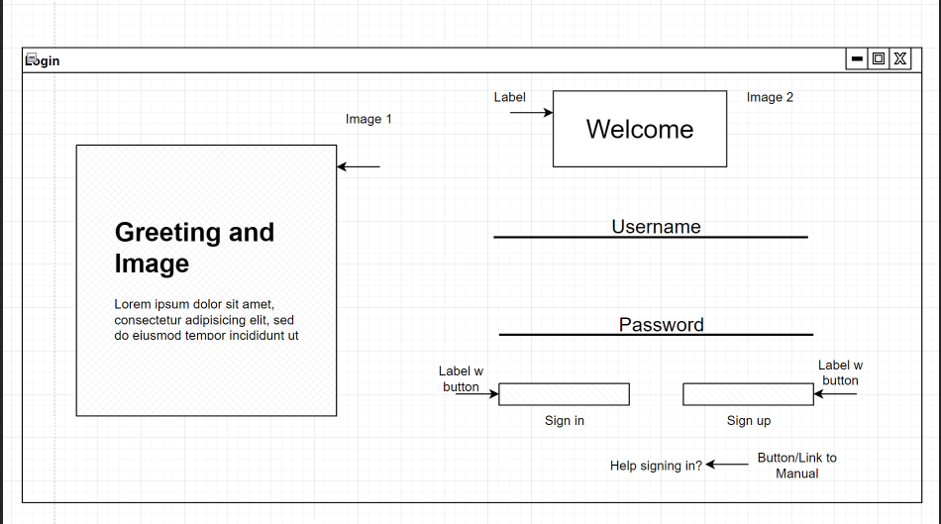 Login
Image 1
Greeting and
Image
Lorem ipsum dolor sit amet,
consectetur adipisicing elit, sed
do eiusmod tempor incididunt ut
Label
Welcome
Image 2
Username
Password
Label w
button
Label w
button
Sign in
Sign up
Help signing in?
Button/Link to
Manual